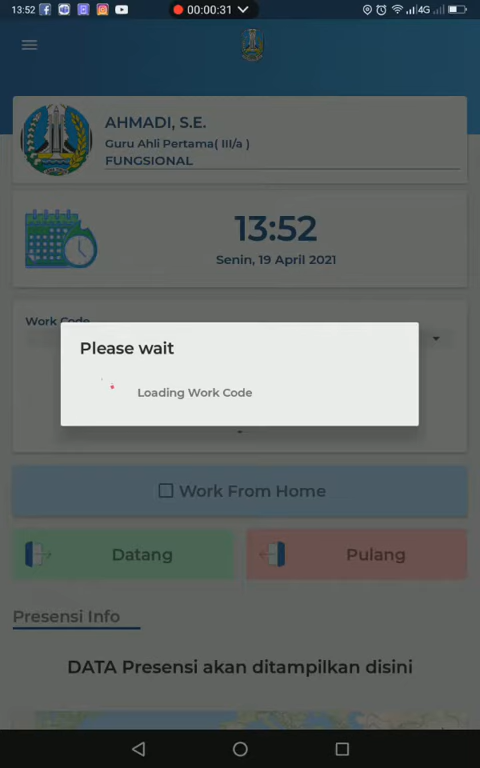 13:52
00:00:31
4G
AHMADI, S.E.
Guru Ahli Pertama( III/a )
FUNGSIONAL
13:52
Senin, 19 April 2021
Work Code
Please wait
Loading Work Code
Work From Home
Datang
Pulang
Presensi Info
DATA Presensi akan ditampilkan disini